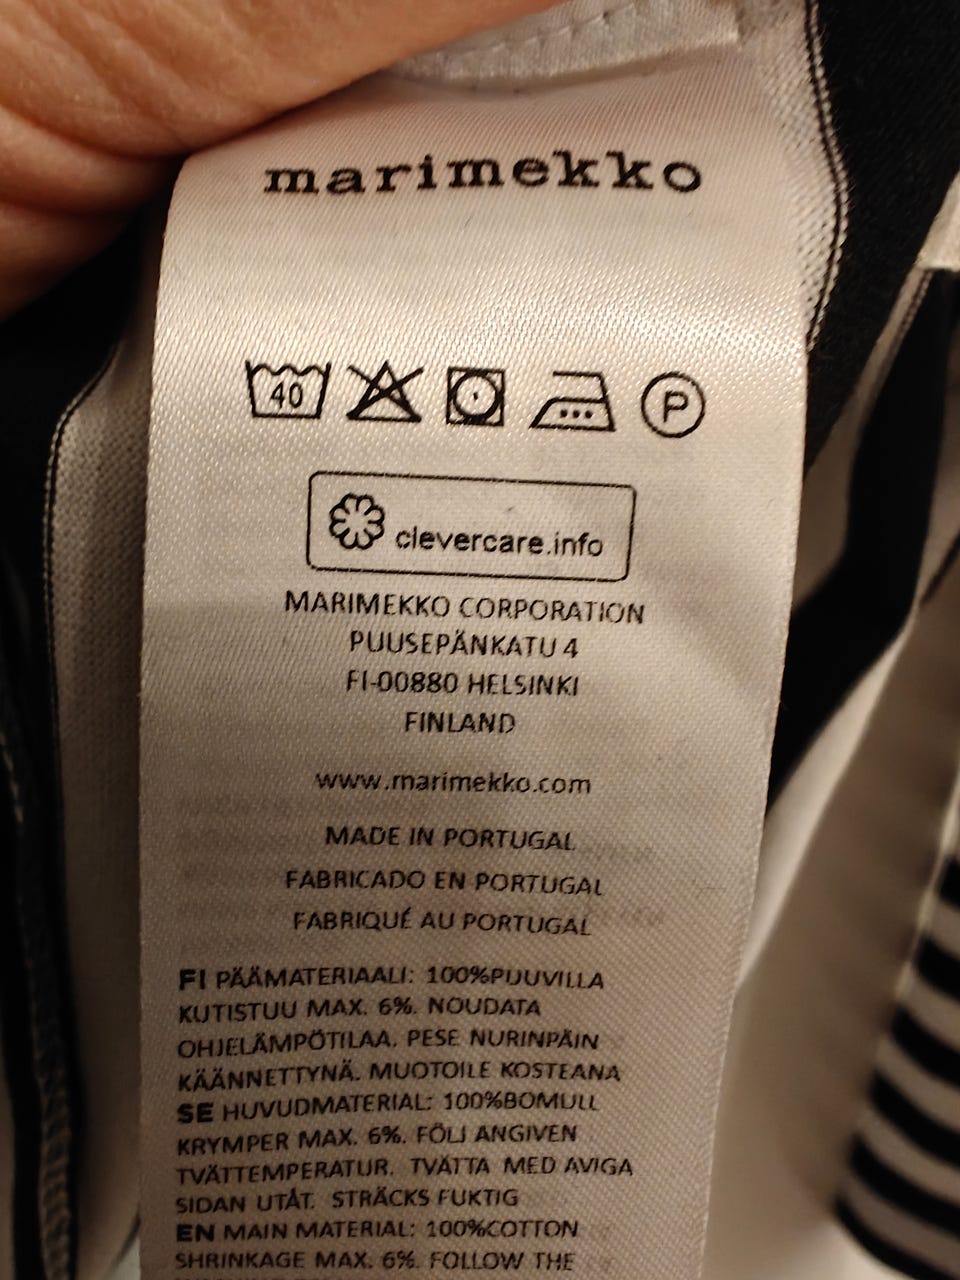 marimekko
40 P
clevercare.info
MARIMEKKO CORPORATION
PUUSEPÄNKATU 4
FI-00880 HELSINKI
FINLAND
www.marimekko.com
MADE IN PORTUGAL
FABRICADO EN PORTUGAL
FABRIQUÉ AU PORTUGAL
FI PÄÄMATERIAALI: 100%PUUVILLA
KUTISTUU MAX. 6%. NOUDATA
OHJELÄMPÖTILAA. PESE NURINPÄIN
KÄÄNNETTYNÄ. MUOTOILE KOSTEANA
SE HUVUDMATERIAL: 100%BOMULL
KRYMPER MAX. 6%. FÖLJ ANGIVEN
TVÄTTEMPERATUR. TVÄTTA MED AVIGA
SIDAN UTÅT. STRÄCKS FUKTIG
EN MAIN MATERIAL: 100%COTTON
SHRINKAGE MAX. 6%. FOLLOW THE